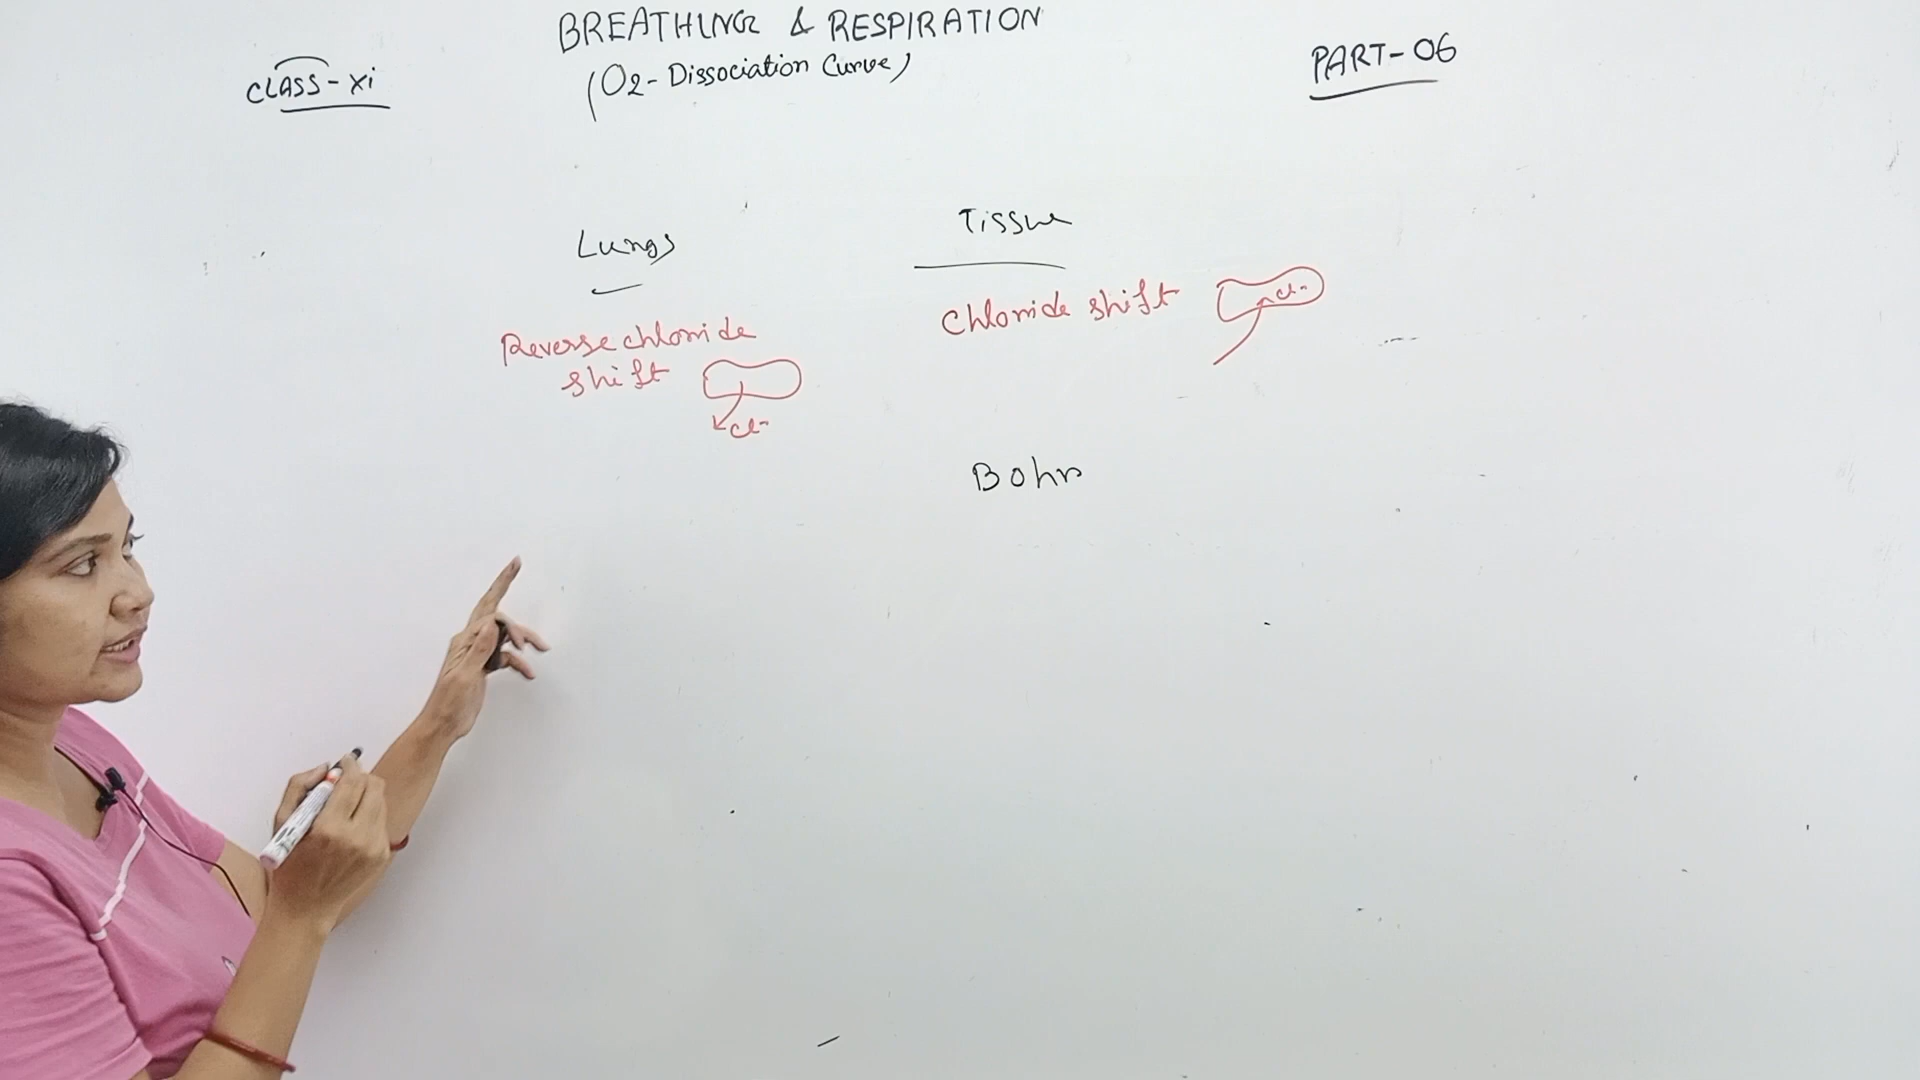 BREATHING & RESPIRATION
(O2-Dissociation Curve)
CLASS-xi
PART-06
Lungs
Tissue
Reverse chloride
shift
Cl-
Chloride shift
Cl-
Bohr